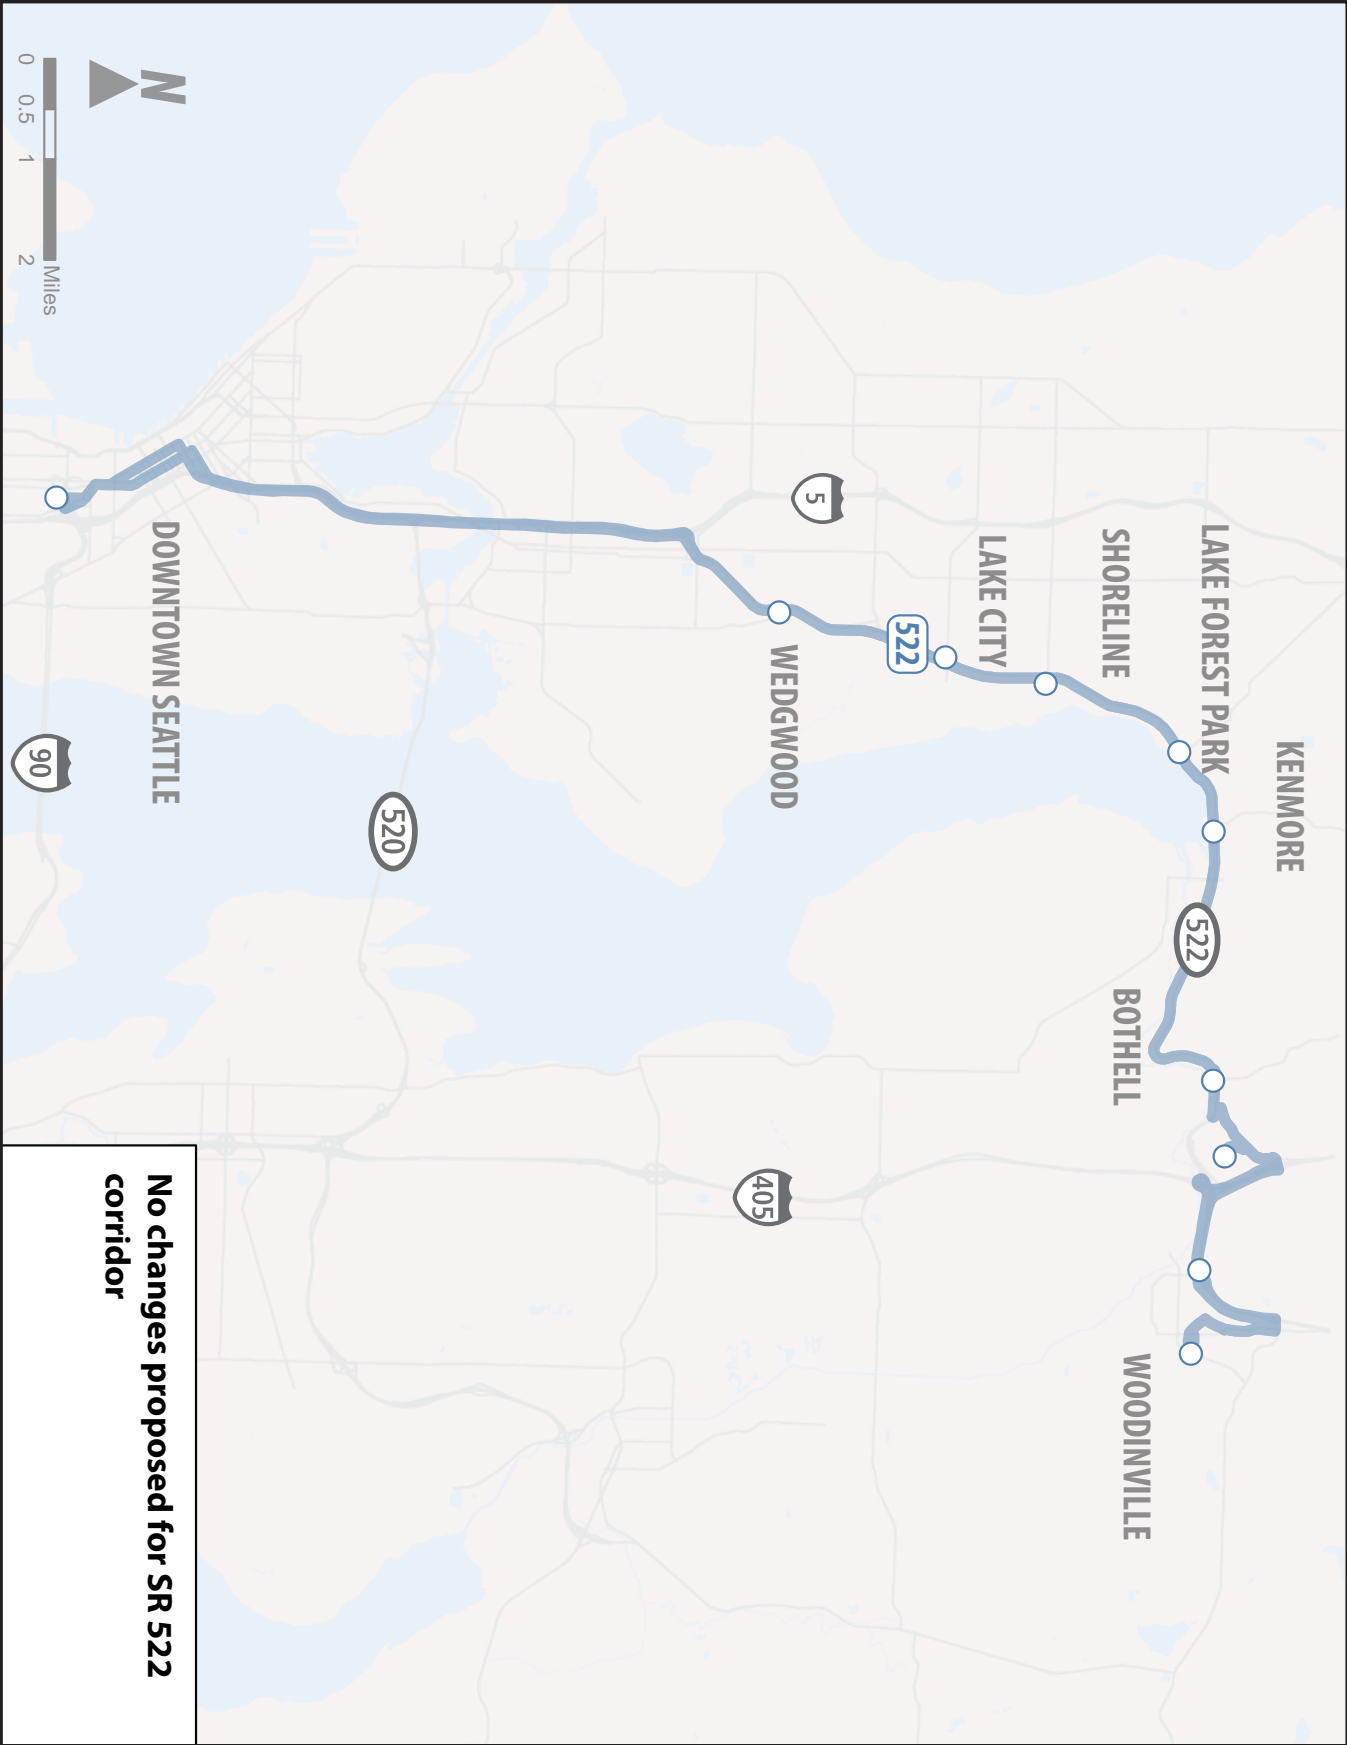 KENMORE
LAKE FOREST PARK
SHORELINE
522
BOTHELL
WOODINVILLE
LAKE CITY
522
5
WEDGWOOD
405
520
DOWNTOWN SEATTLE
90
N
0 0.5 1 2
Miles
No changes proposed for SR 522
corridor